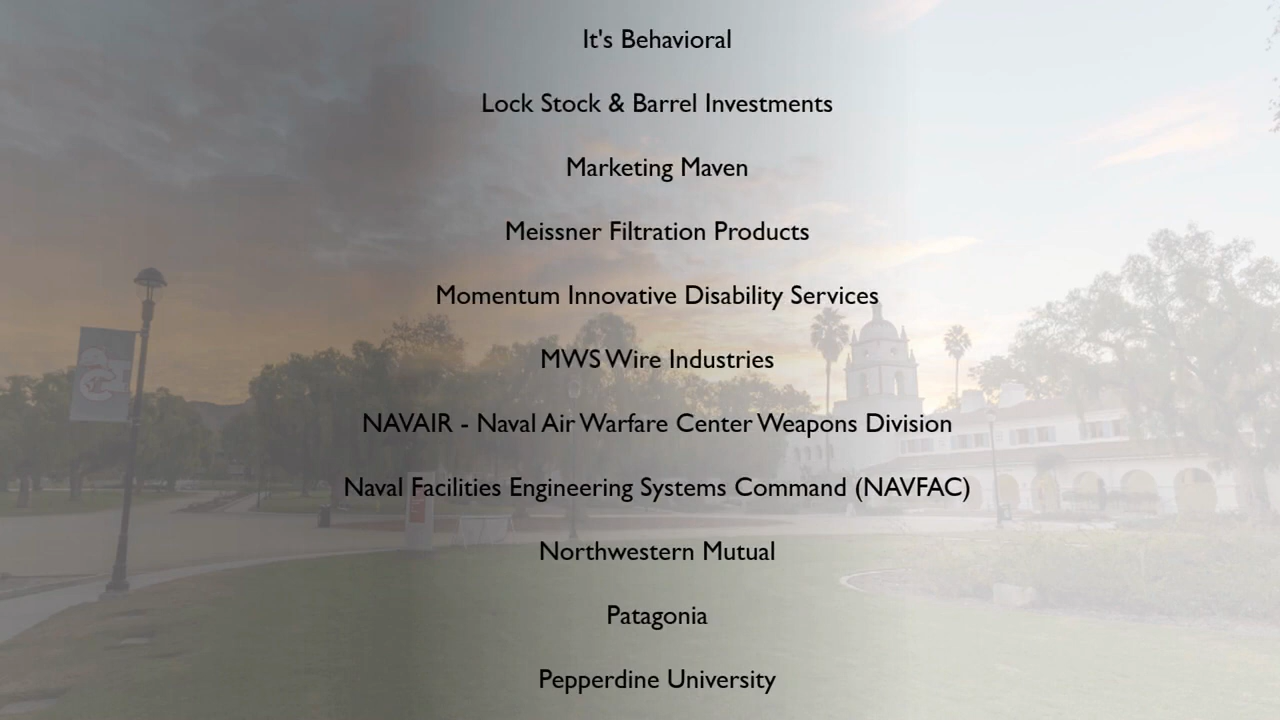 It's Behavioral
Lock Stock & Barrel Investments
Marketing Maven
Meissner Filtration Products
Momentum Innovative Disability Services
MWS Wire Industries
NAVAIR - Naval Air Warfare Center Weapons Division
Naval Facilities Engineering Systems Command (NAVFAC)
Northwestern Mutual
Patagonia
Pepperdine University